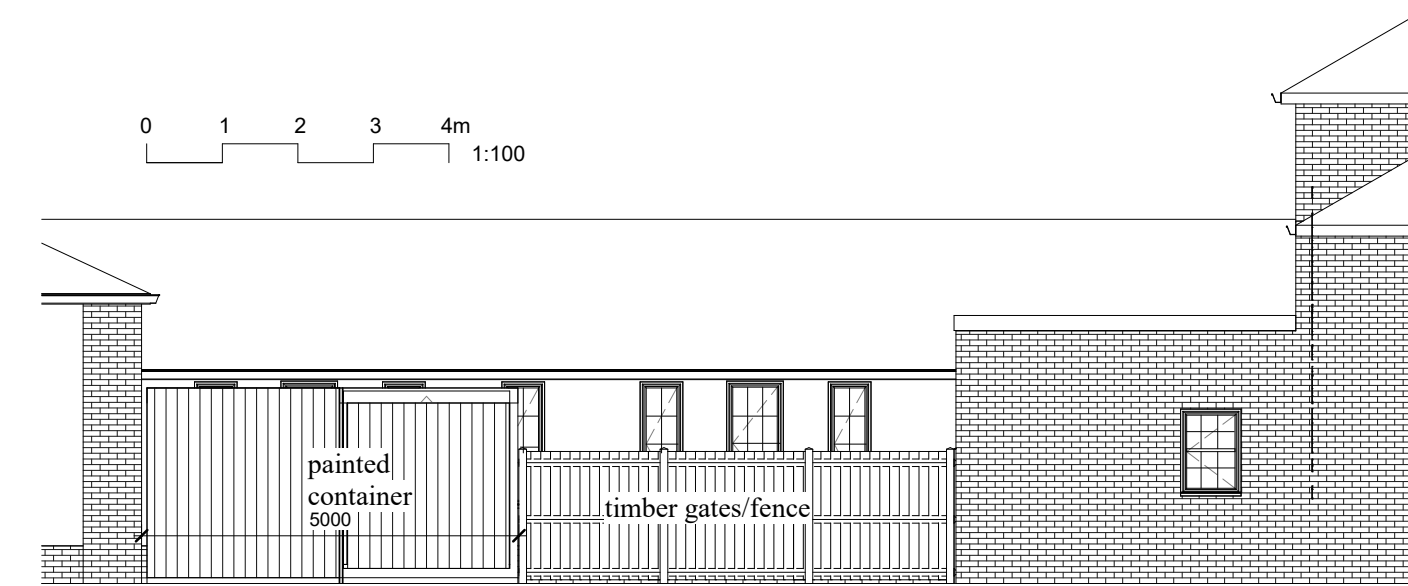 0 1 2 3 4m
1:100
painted
container
5000
timber gates/fence